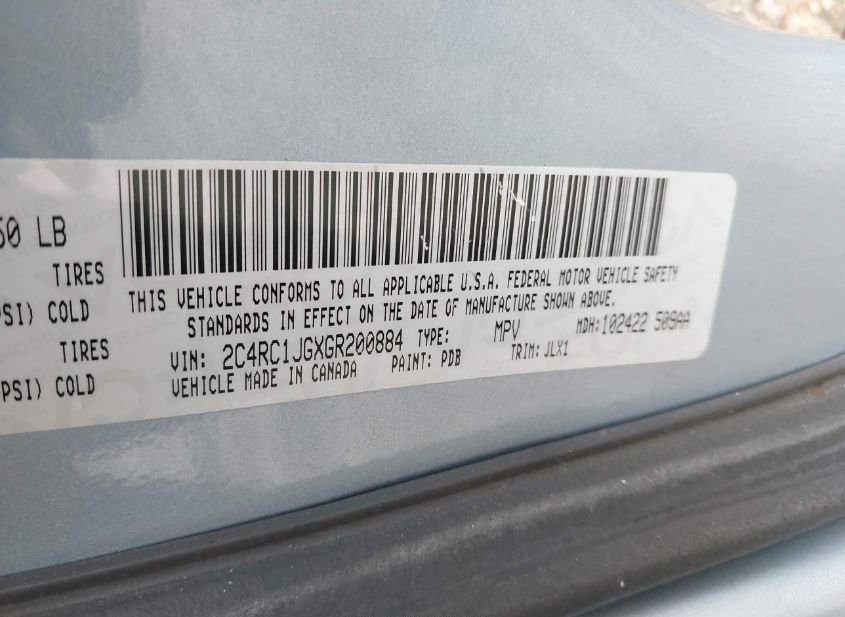 50 LB
TIRES
PSI) COLD
TIRES
PSI) COLD
THIS VEHICLE CONFORMS TO ALL APPLICABLE U.S.A. FEDERAL MOTOR VEHICLE SAFETY
STANDARDS IN EFFECT ON THE DATE OF MANUFACTURE SHOWN ABOVE.
VIN: 2C4RC1JGXGR200884 TYPE: MPV MDH:102422 509AA
VEHICLE MADE IN CANADA PAINT: PDB TRIM: JLX1